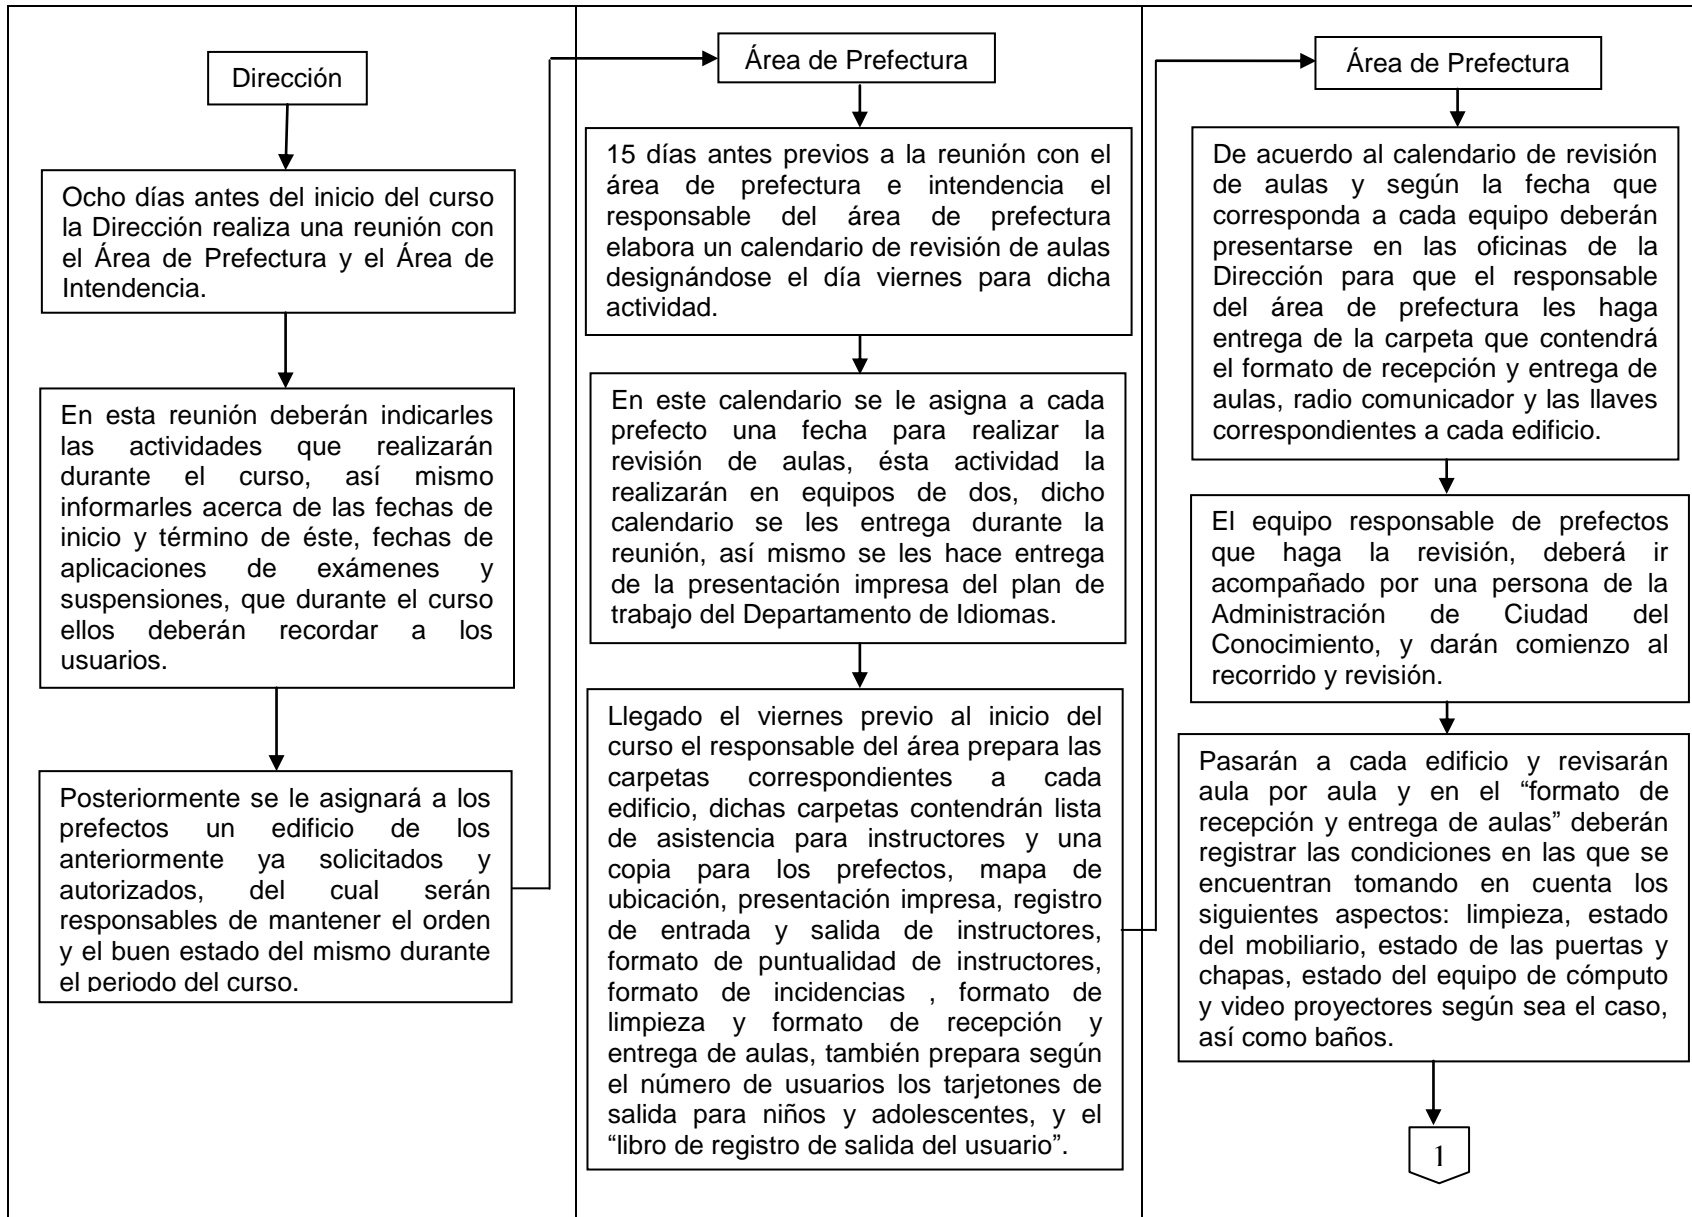 Dirección
Ocho días antes del inicio del curso
la Dirección realiza una reunión con
el Área de Prefectura y el Área de
Intendencia.
En esta reunión deberán indicarles
las actividades que realizarán
durante el curso, así mismo
informarles acerca de las fechas de
inicio y término de éste, fechas de
aplicaciones de exámenes y
suspensiones, que durante el curso
ellos deberán recordar a los
usuarios.
Posteriormente se le asignará a los
prefectos un edificio de los
anteriormente ya solicitados y
autorizados, del cual serán
responsables de mantener el orden
y el buen estado del mismo durante
el periodo del curso.
Área de Prefectura
15 días antes previos a la reunión con el
área de prefectura e intendencia el
responsable del área de prefectura
elabora un calendario de revisión de aulas
designándose el día viernes para dicha
actividad.
En este calendario se le asigna a cada
prefecto una fecha para realizar la
revisión de aulas, ésta actividad la
realizarán en equipos de dos, dicho
calendario se les entrega durante la
reunión, así mismo se les hace entrega
de la presentación impresa del plan de
trabajo del Departamento de Idiomas.
Llegado el viernes previo al inicio del
curso el responsable del área prepara las
carpetas correspondientes a cada
edificio, dichas carpetas contendrán lista
de asistencia para instructores y una
copia para los prefectos, mapa de
ubicación, presentación impresa, registro
de entrada y salida de instructores,
formato de puntualidad de instructores,
formato de incidencias , formato de
limpieza y formato de recepción y
entrega de aulas, también prepara según
el número de usuarios los tarjetones de
salida para niños y adolescentes, y el
“libro de registro de salida del usuario”.
Área de Prefectura
De acuerdo al calendario de revisión
de aulas y según la fecha que
corresponda a cada equipo deberán
presentarse en las oficinas de la
Dirección para que el responsable
del área de prefectura les haga
entrega de la carpeta que contendrá
el formato de recepción y entrega de
aulas, radio comunicador y las llaves
correspondientes a cada edificio.
El equipo responsable de prefectos
que haga la revisión, deberá ir
acompañado por una persona de la
Administración de Ciudad del
Conocimiento, y darán comienzo al
recorrido y revisión.
Pasarán a cada edificio y revisarán
aula por aula y en el “formato de
recepción y entrega de aulas” deberán
registrar las condiciones en las que se
encuentran tomando en cuenta los
siguientes aspectos: limpieza, estado
del mobiliario, estado de las puertas y
chapas, estado del equipo de cómputo
y video proyectores según sea el caso,
así como baños.
1